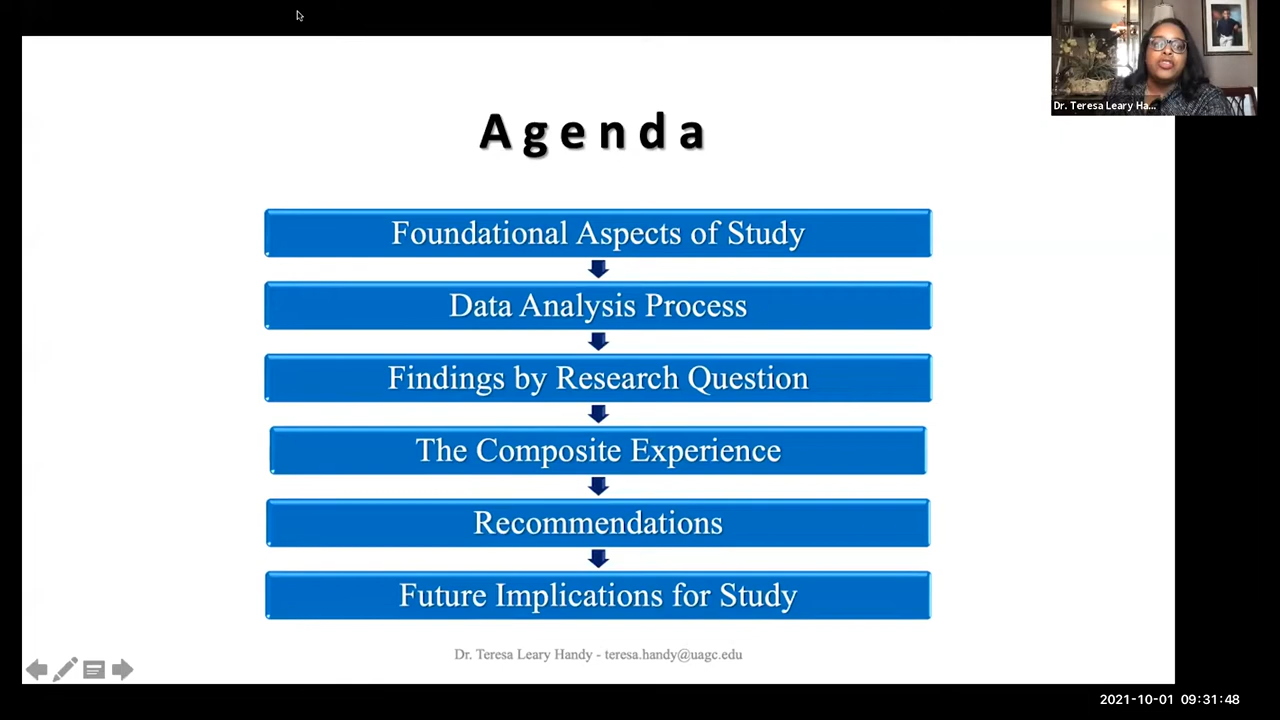 Dr. Teresa Leary Ha...
Agenda
Foundational Aspects of Study
Data Analysis Process
Findings by Research Question
The Composite Experience
Recommendations
Future Implications for Study
Dr. Teresa Leary Handy - teresa.handy@uagc.edu
2021-10-01 09:31:48